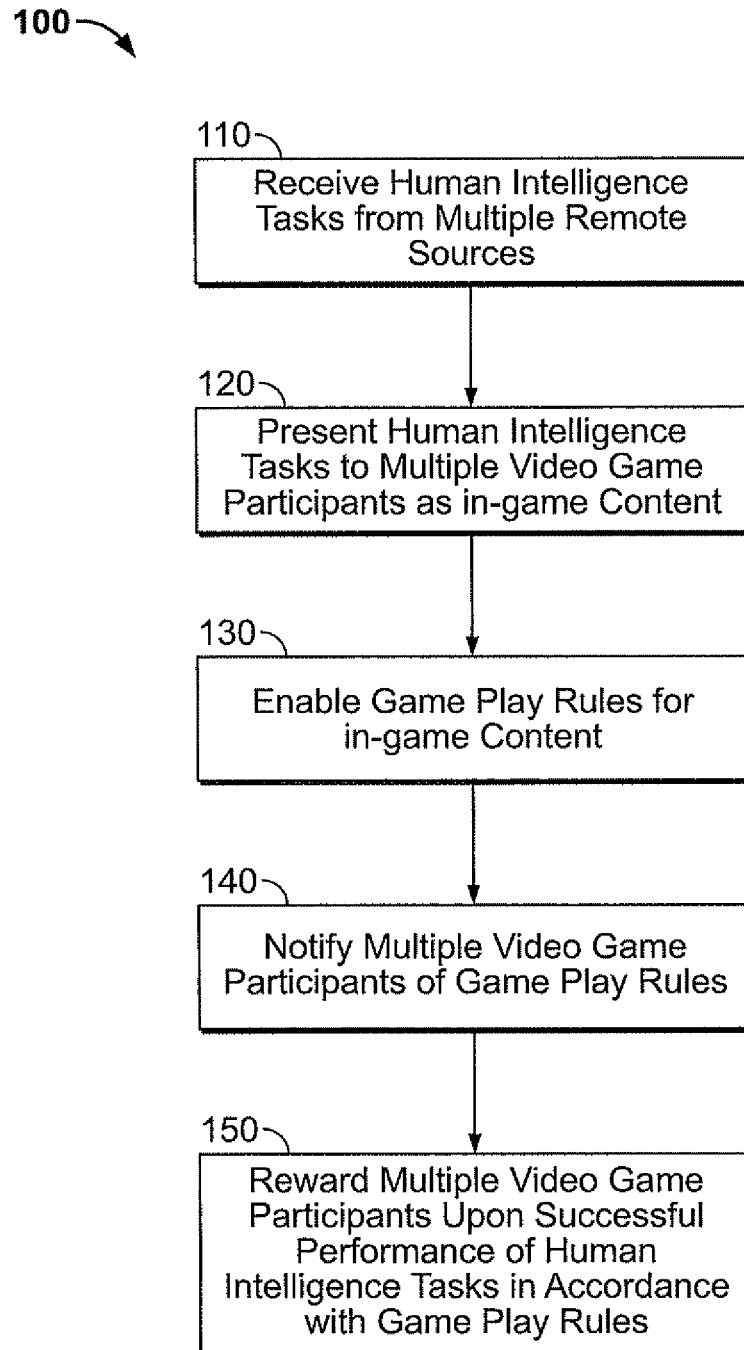 100
110
Receive Human Intelligence
Tasks from Multiple Remote
Sources
120
Present Human Intelligence
Tasks to Multiple Video Game
Participants as in-game Content
130
Enable Game Play Rules for
in-game Content
140
Notify Multiple Video Game
Participants of Game Play Rules
150
Reward Multiple Video Game
Participants Upon Successful
Performance of Human
Intelligence Tasks in Accordance
with Game Play Rules